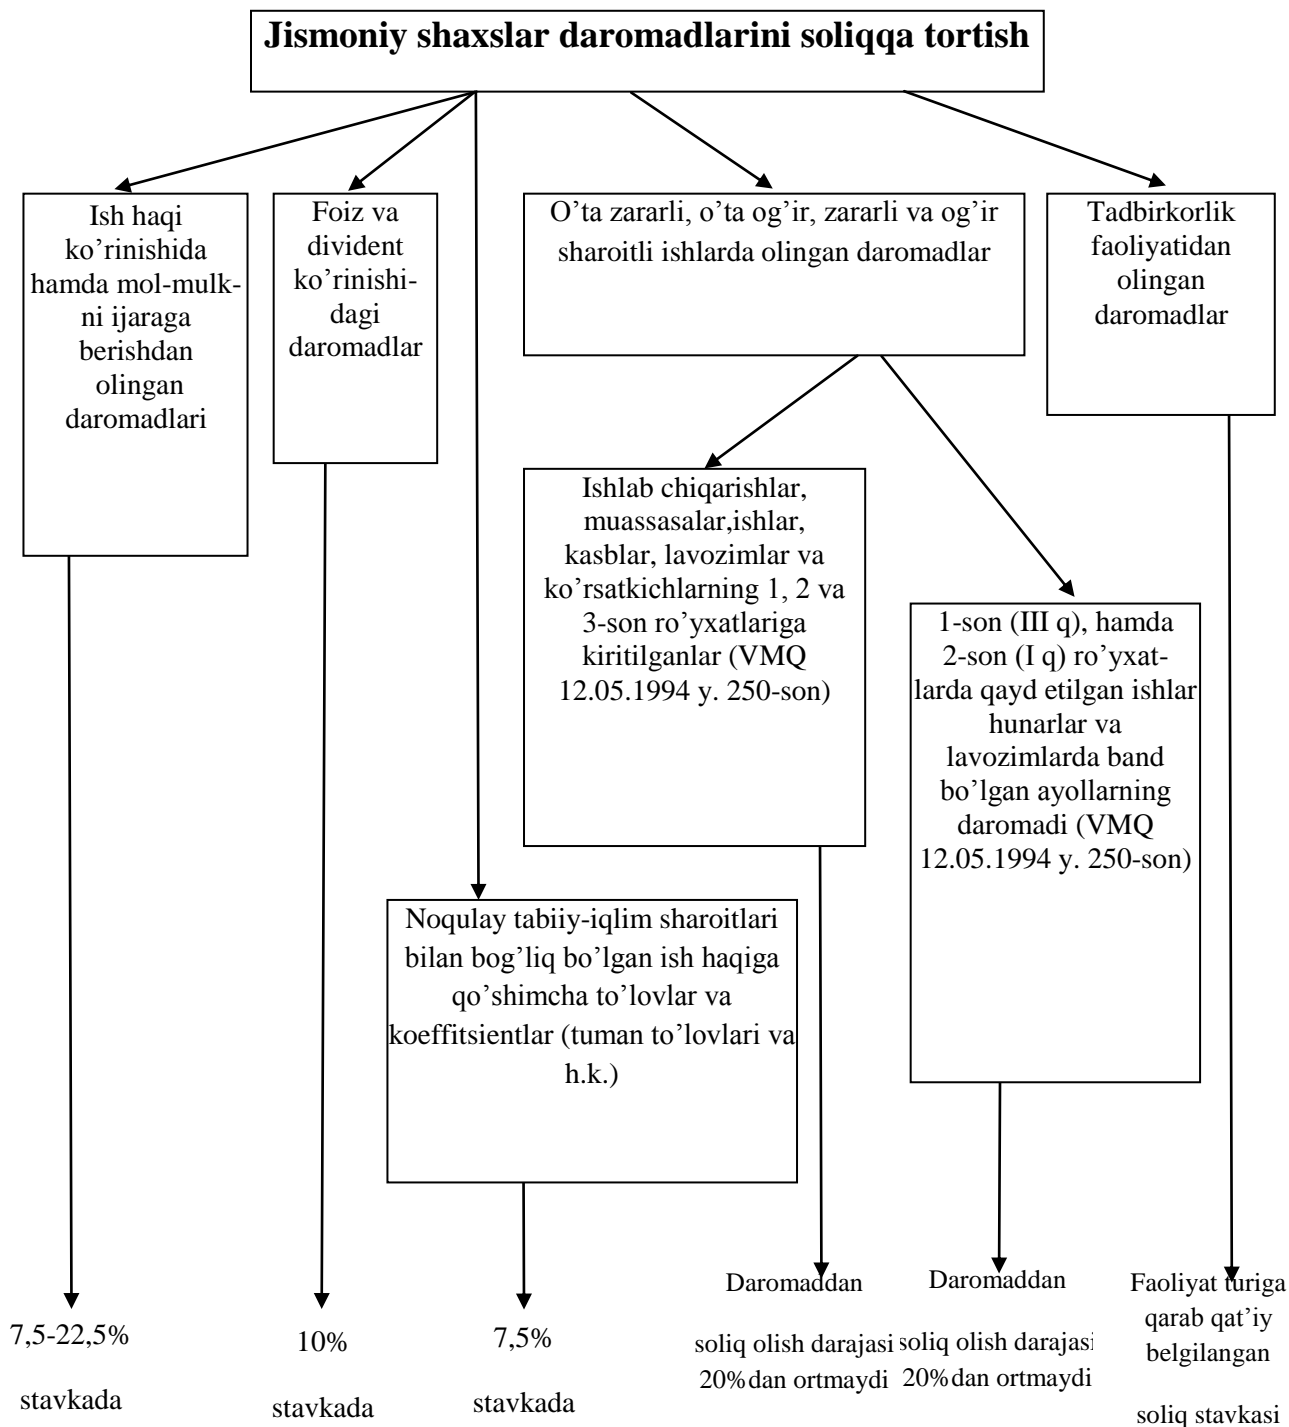 Jismoniy shaxslar daromadlarini soliqqa tortish
Ish haqi
ko’rinishida
hamda mol-mulk-
ni ijaraga
berishdan
olingan
daromadlari
Foiz va
divident
ko’rinishi-
dagi
daromadlar
O’ta zararli, o’ta og’ir, zararli va og’ir
sharoitli ishlarda olingan daromadlar
Tadbirkorlik
faoliyatidan
olingan
daromadlar
Ishlab chiqarishlar,
muassasalar,ishlar,
kasblar, lavozimlar va
ko’rsatkichlarning 1, 2 va
3-son ro’yxatlariga
kiritilganlar (VMQ
12.05.1994 y. 250-son)
1-son (III q), hamda
2-son (I q) ro’yxat-
larda qayd etilgan ishlar
hunarlar va
lavozimlarda band
bo’lgan ayollarning
daromadi (VMQ
12.05.1994 y. 250-son)
Noqulay tabiiy-iqlim sharoitlari
bilan bog’liq bo’lgan ish haqiga
qo’shimcha to’lovlar va
koeffitsientlar (tuman to’lovlari va
h.k.)
7,5-22,5%
stavkada
10%
stavkada
7,5%
stavkada
Daromaddan
soliq olish darajasi
20%dan ortmaydi
Daromaddan
soliq olish darajasi
20%dan ortmaydi
Faoliyat turiga
qarab qat’iy
belgilangan
soliq stavkasi